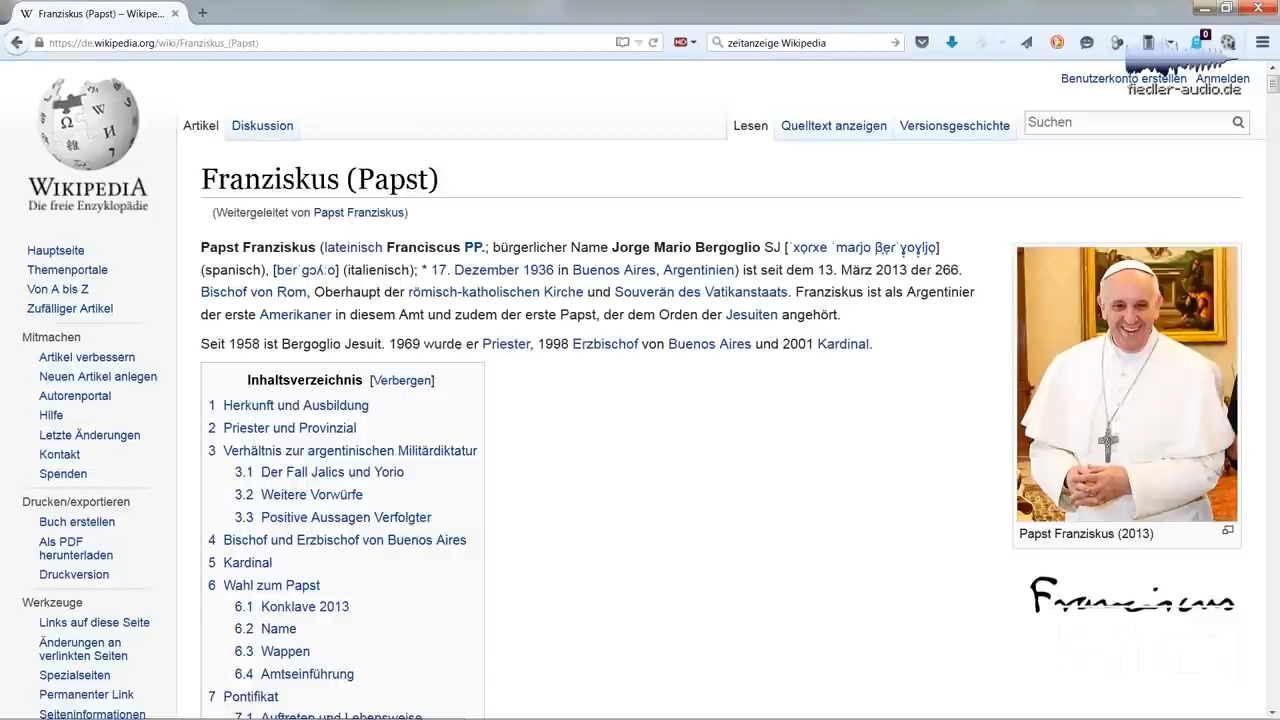 Franziskus (Papst) – Wikipe...
https://de.wikipedia.org/wiki/Franziskus_(Papst)
zeitanzeige Wikipedia
0
Benutzerkonto erstellen Anmelden
fiedler-audio.de
Artikel Diskussion Lesen Quelltext anzeigen Versionsgeschichte Suchen
WIKIPEDIA
Die freie Enzyklopädie
Hauptseite
Themenportale
Von A bis Z
Zufälliger Artikel
Mitmachen
Artikel verbessern
Neuen Artikel anlegen
Autorenportal
Hilfe
Letzte Änderungen
Kontakt
Spenden
Drucken/exportieren
Buch erstellen
Als PDF
herunterladen
Druckversion
Werkzeuge
Links auf diese Seite
Änderungen an
verlinkten Seiten
Spezialseiten
Permanenter Link
Seiteninformationen
Franziskus (Papst)
(Weitergeleitet von Papst Franziskus)
Papst Franziskus (lateinisch Franciscus PP.; bürgerlicher Name Jorge Mario Bergoglio SJ
(spanisch), [berˈgɔʎːo] (italienisch); * 17. Dezember 1936 in Buenos Aires, Argentinien) ist seit dem 13. März 2013 der 266.
Bischof von Rom, Oberhaupt der römisch-katholischen Kirche und Souverän des Vatikanstaats. Franziskus ist als Argentinier
der erste Amerikaner in diesem Amt und zudem der erste Papst, der dem Orden der Jesuiten angehört.
Seit 1958 ist Bergoglio Jesuit. 1969 wurde er Priester, 1998 Erzbischof von Buenos Aires und 2001 Kardinal.
Inhaltsverzeichnis [Verbergen]
1 Herkunft und Ausbildung
2 Priester und Provinzial
3 Verhältnis zur argentinischen Militärdiktatur
3.1 Der Fall Jalics und Yorio
3.2 Weitere Vorwürfe
3.3 Positive Aussagen Verfolgter
4 Bischof und Erzbischof von Buenos Aires
5 Kardinal
6 Wahl zum Papst
6.1 Konklave 2013
6.2 Name
6.3 Wappen
6.4 Amtseinführung
7 Pontifikat
7.1 Auftreten und Lebensweise
Papst Franziskus (2013)
Franciscus